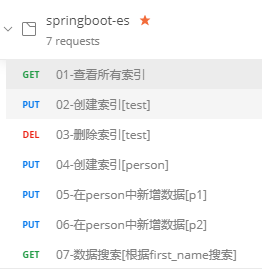 springboot-es
7 requests
GET 01-查看所有索引
PUT 02-创建索引[test]
DEL 03-删除索引[test]
PUT 04-创建索引[person]
PUT 05-在person中新增数据[p1]
PUT 06-在person中新增数据[p2]
GET 07-数据搜索[根据first_name搜索]